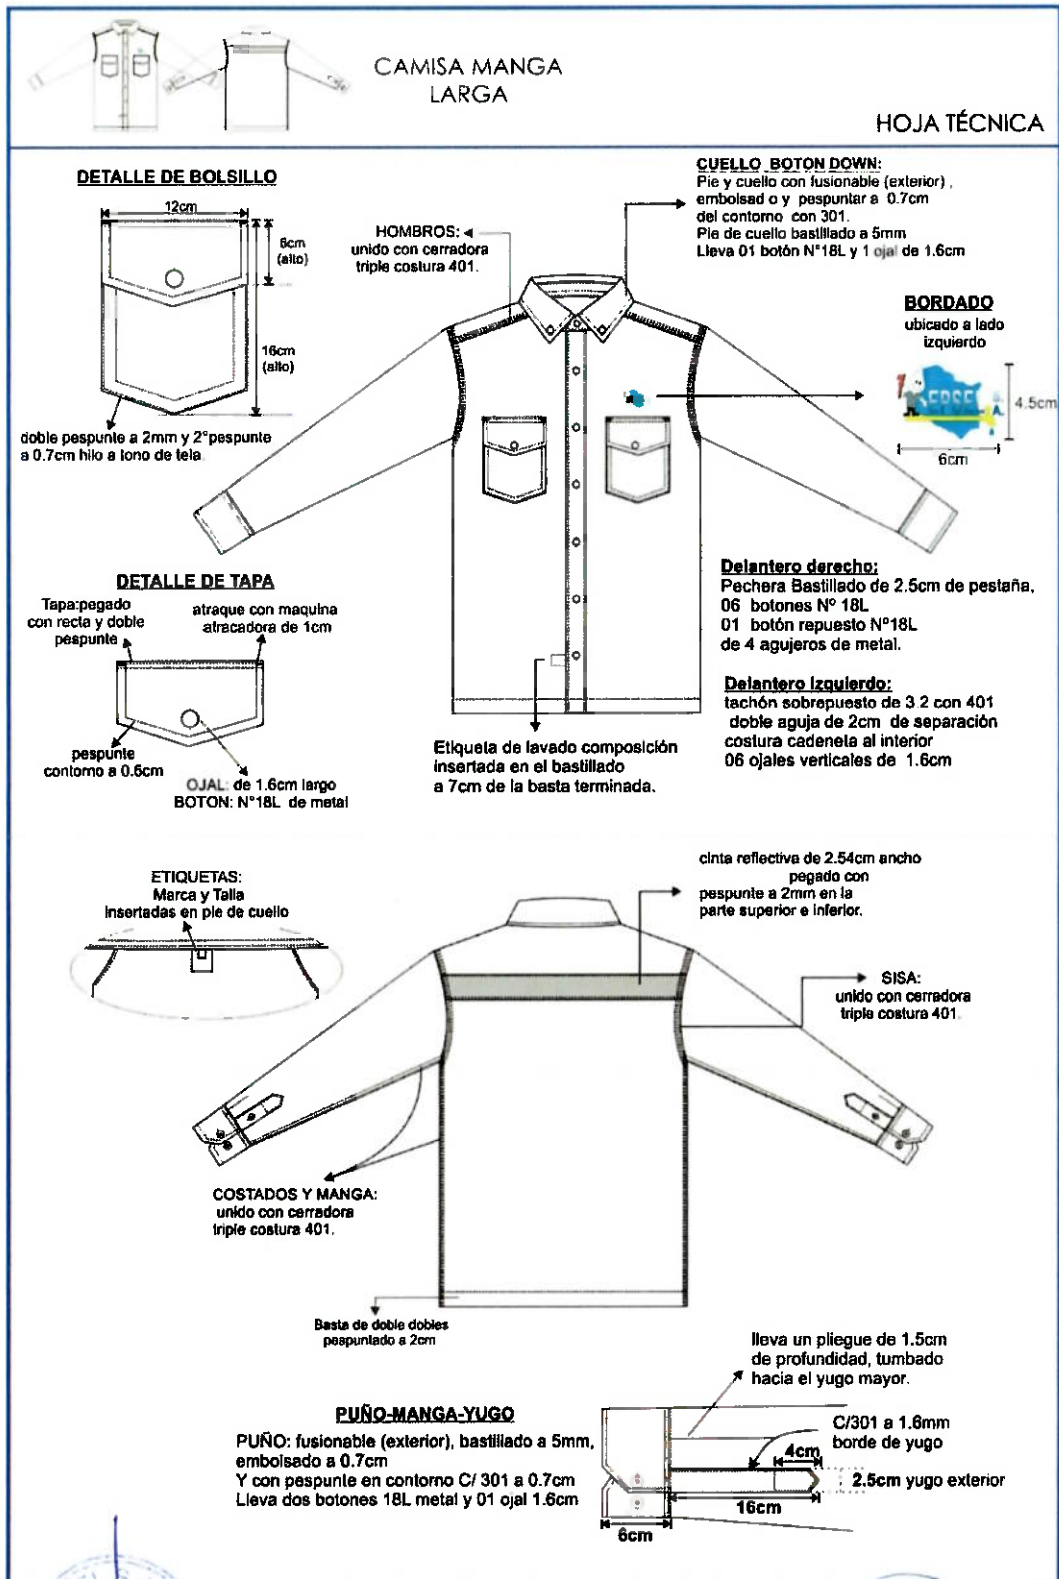 CAMISA MANGA
LARGA
HOJA TÉCNICA
DETALLE DE BOLSILLO
12cm
6cm
(alto)
16cm
(alto)
doble pespunte a 2mm y 2°pespunte
a 0.7cm hilo a tono de tela.
HOMBROS:
unido con cerradora
triple costura 401.
CUELLO BOTON DOWN:
Pie y cuello con fusionable (exterior) ,
embolsad o y pespuntar a 0.7cm
del contorno con 301.
Pie de cuello bastillado a 5mm
Lleva 01 botón N°18L y 1 ojal de 1.6cm
BORDADO
ubicado a lado
izquierdo
EPSE
4.5cm
6cm
DETALLE DE TAPA
Tapa:pegado
con recta y doble
pespunte
atraque con maquina
atracadora de 1cm
pespunte
contorno a 0.6cm
OJAL: de 1.6cm largo
BOTON: N°18L de metal
Delantero derecho:
Pechera Bastillado de 2.5cm de pestaña,
06 botones Nº 18L
01 botón repuesto Nº18L
de 4 agujeros de metal.
Delantero Izquierdo:
tachón sobrepuesto de 3.2 con 401
doble aguja de 2cm de separación
costura cadeneta al interior
06 ojales verticales de 1.6cm
Etiqueta de lavado composición
insertada en el bastillado
a 7cm de la basta terminada.
ETIQUETAS:
Marca y Talla
insertadas en pie de cuello
cinta reflectiva de 2.54cm ancho
pegado con
pespunte a 2mm en la
parte superior e inferior.
SISA:
unido con cerradora
triple costura 401.
COSTADOS Y MANGA:
unido con cerradora
triple costura 401.
Basta de doble dobles
pespuntado a 2cm
lleva un pliegue de 1.5cm
de profundidad, tumbado
hacia el yugo mayor.
PUÑO-MANGA-YUGO
PUÑO: fusionable (exterior), bastillado a 5mm,
embolsado a 0.7cm
Y con pespunte en contorno C/ 301 a 0.7cm
Lleva dos botones 18L metal y 01 ojal 1.6cm
C/301 a 1.6mm
borde de yugo
4cm
2.5cm yugo exterior
16cm
6cm